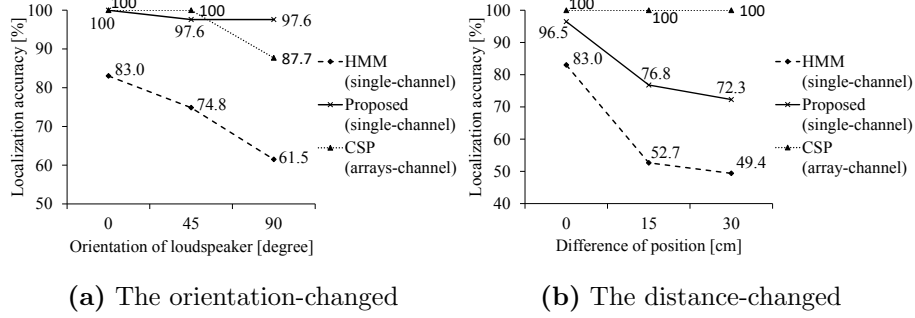 Localization accuracy [%]
100
90
80
70
60
50
100
100
100
97.6
97.6
87.7
83.0
74.8
61.5
0 45 90
Orientation of loudspeaker [degree]
HMM
(single-channel)
Proposed
(single-channel)
CSP
(arrays-channel)
(a) The orientation-changed
Localization accuracy [%]
100
90
80
70
60
50
40
100
100
100
96.5
83.0
76.8
72.3
52.7
49.4
0 15 30
Difference of position [cm]
HMM
(single-channel)
Proposed
(single-channel)
CSP
(array-channel)
(b) The distance-changed